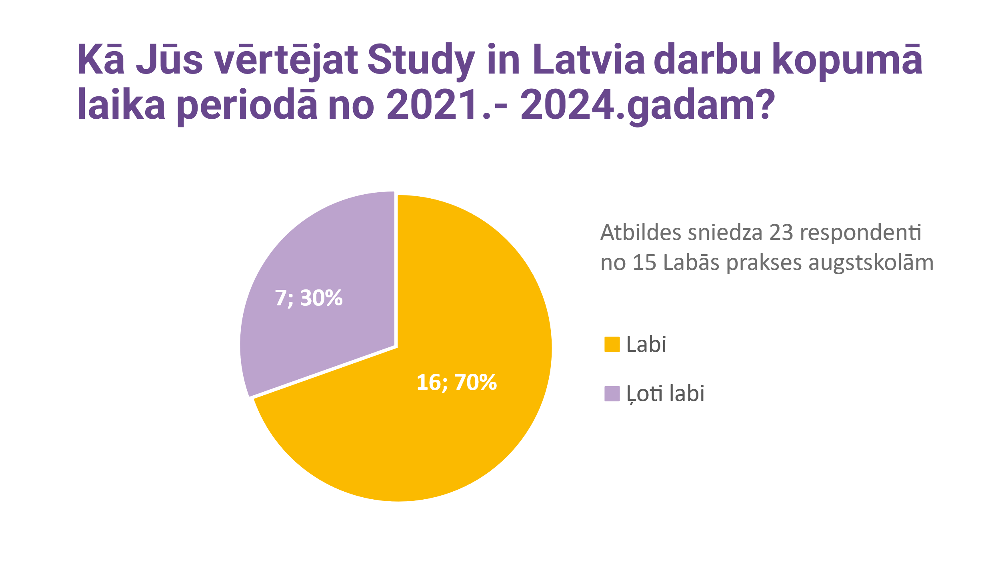 Kā Jūs vērtējat Study in Latvia darbu kopumā
laika periodā no 2021.- 2024.gadam?
Atbildes sniedza 23 respondenti
no 15 Labās prakses augstskolām
7; 30%
16; 70%
Labi
Ļoti labi